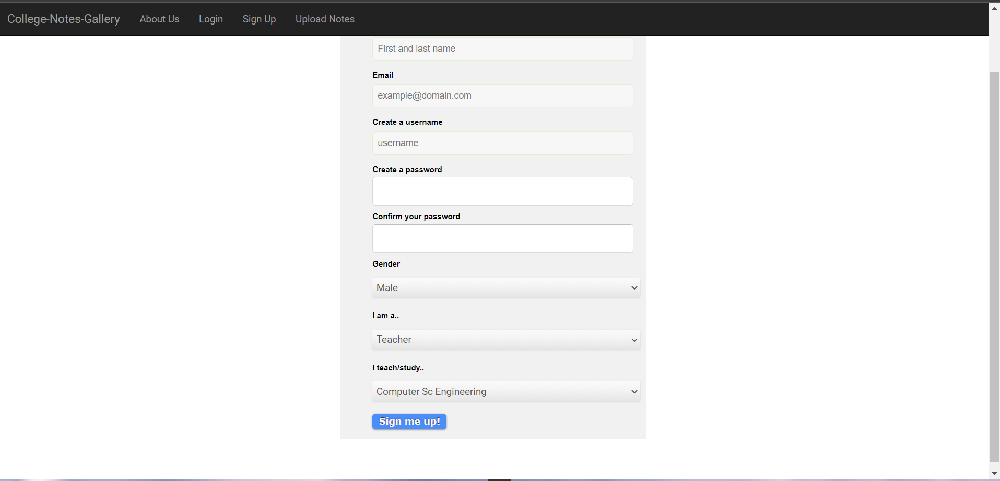 College-Notes-Gallery About Us Login Sign Up Upload Notes
First and last name
Email
example@domain.com
Create a username
username
Create a password
Confirm your password
Gender
Male
I am a..
Teacher
I teach/study..
Computer Sc Engineering
Sign me up!